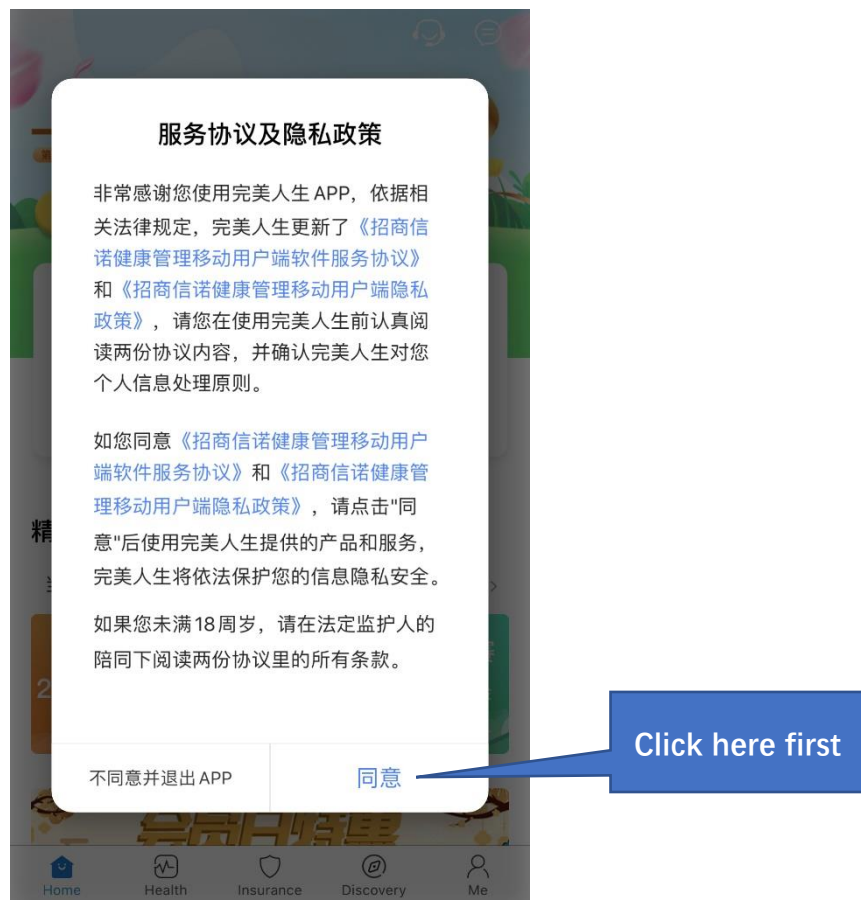 服务协议及隐私政策
非常感谢您使用完美人生 APP，依据相
关法律规定，完美人生更新了《招商信
诺健康管理移动用户端软件服务协议》
和《招商信诺健康管理移动用户端隐私
政策》，请您在使用完美人生前认真阅
读两份协议内容，并确认完美人生对您
个人信息处理原则。
如您同意《招商信诺健康管理移动用户
端软件服务协议》和《招商信诺健康管
理移动用户端隐私政策》，请点击"同
意"后使用完美人生提供的产品和服务，
完美人生将依法保护您的信息隐私安全。
如果您未满 18 周岁，请在法定监护人的
陪同下阅读两份协议里的所有条款。
不同意并退出 APP
同意
Click here first
精
2
会员日特惠
Home
Health
Insurance
Discovery
Me